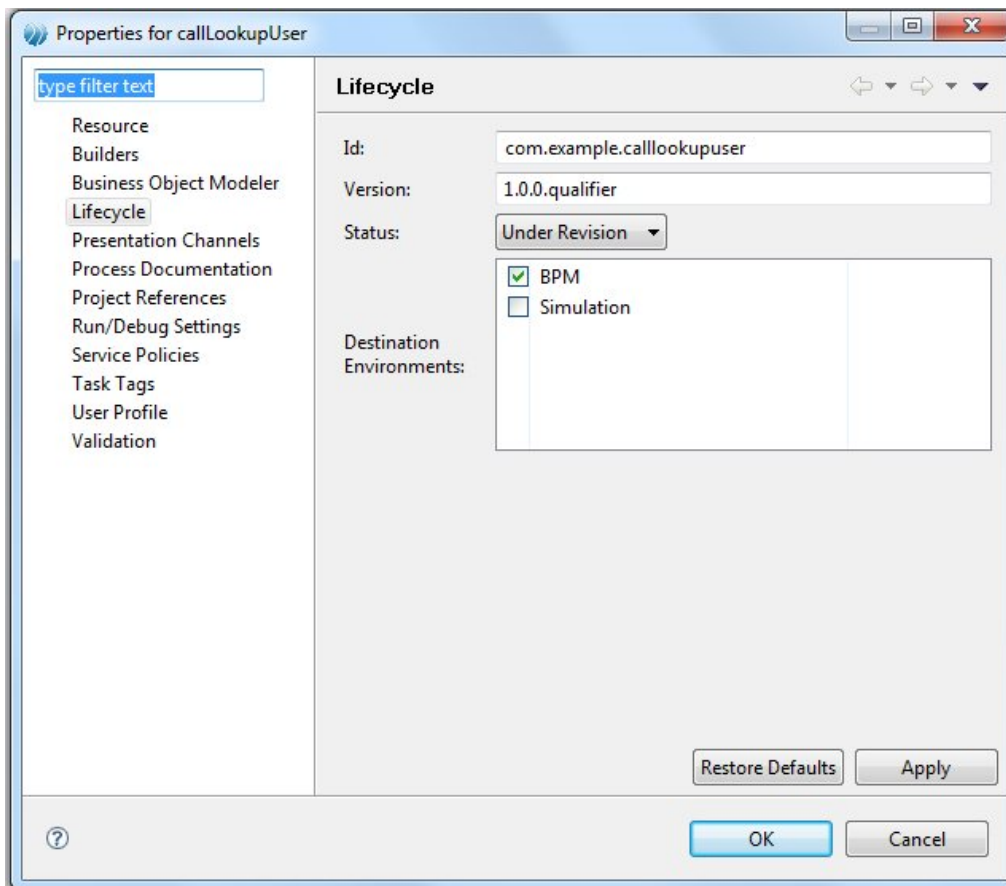 Properties for callLookupUser
type filter text
Resource
Builders
Business Object Modeler
Lifecycle
Presentation Channels
Process Documentation
Project References
Run/Debug Settings
Service Policies
Task Tags
User Profile
Validation
Lifecycle
Id: com.example.calllookupuser
Version: 1.0.0.qualifier
Status: Under Revision
Destination
Environments:
BPM
Simulation
Restore Defaults Apply
OK Cancel